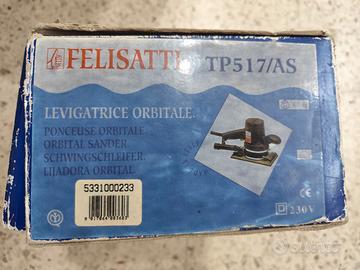 FELISATTI TP517/AS
LEVIGATRICE ORBITALE.
PONCEUSE ORBITALE.
ORBITAL SANDER.
SCHWINGSCHLEIFER.
LIJADORA ORBITAL.
5331000233
230V